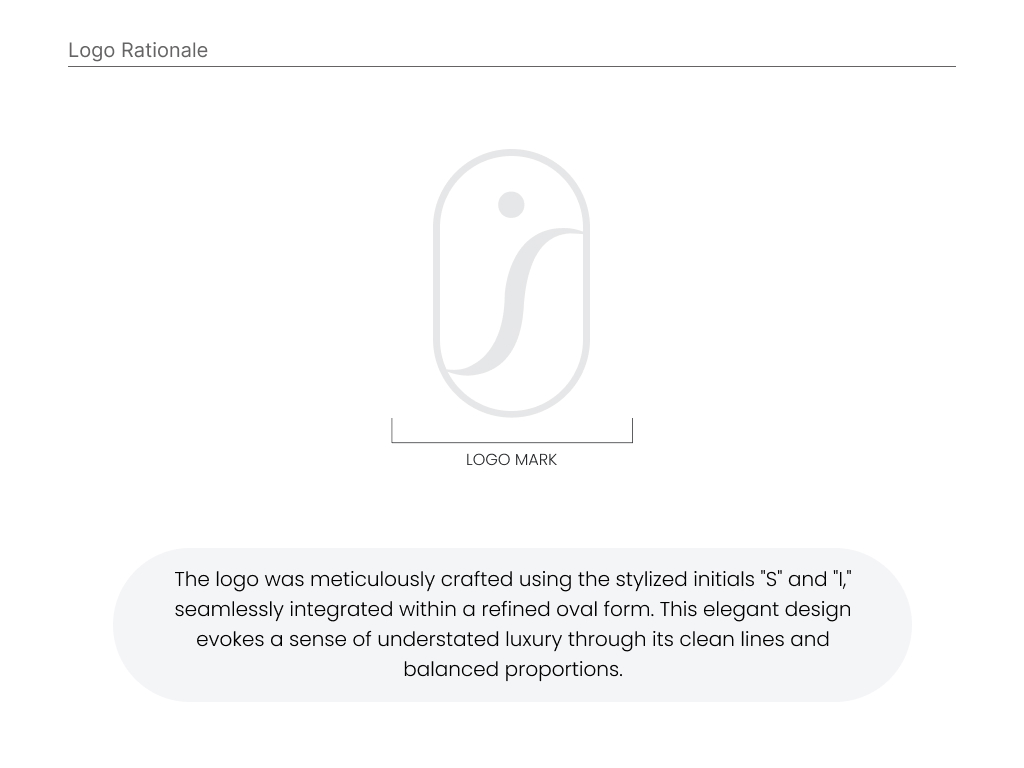 Logo Rationale
LOGO MARK
The logo was meticulously crafted using the stylized initials "S" and "I,"
seamlessly integrated within a refined oval form. This elegant design
evokes a sense of understated luxury through its clean lines and
balanced proportions.